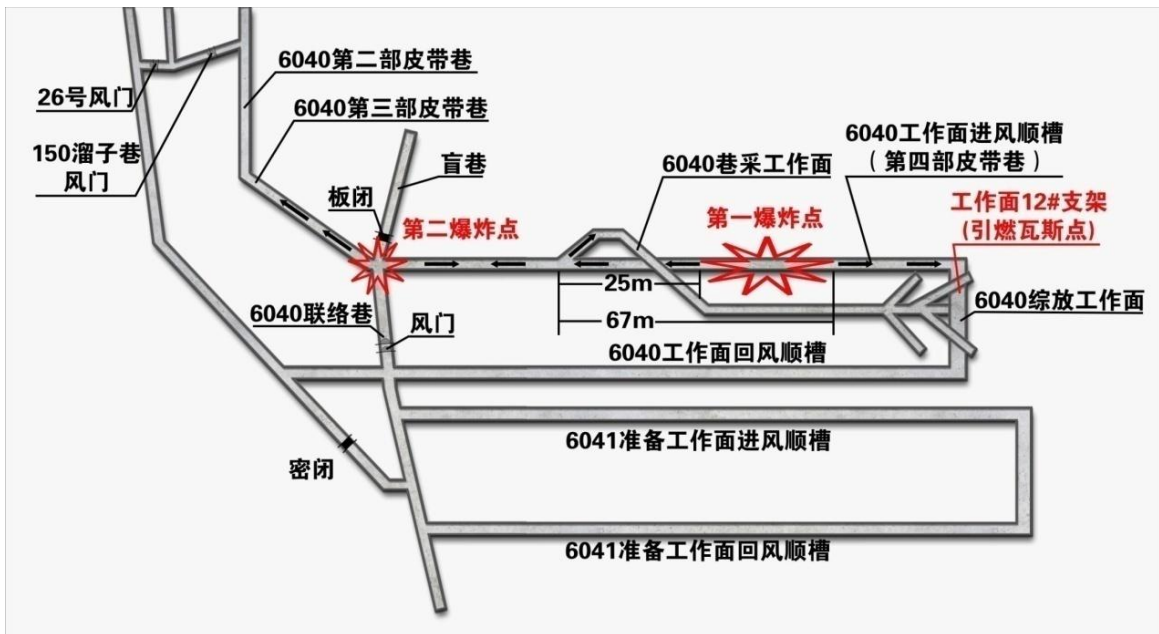 6040第二部皮带巷
26号风门
6040第三部皮带巷
150溜子巷
风门
盲巷
板闭
6040巷采工作面
6040工作面进风顺槽
（第四部皮带巷）
第二爆炸点
第一爆炸点
工作面12#支架
(引燃瓦斯点)
25m
67m
6040联络巷
风门
6040综放工作面
6040工作面回风顺槽
6041准备工作面进风顺槽
密闭
6041准备工作面回风顺槽